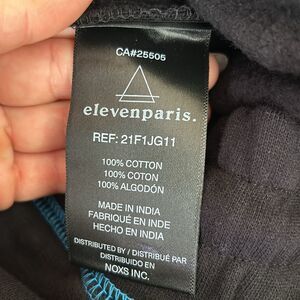 CA#25505
elevenparis.
REF: 21F1JG11
100% COTTON
100% COTON
100% ALGODÓN
MADE IN INDIA
FABRIQUÉ EN INDE
HECHO EN INDIA
DISTRIBUTED BY / DISTRIBUÉ PAR
DISTRIBUIDO EN
NOXS INC.